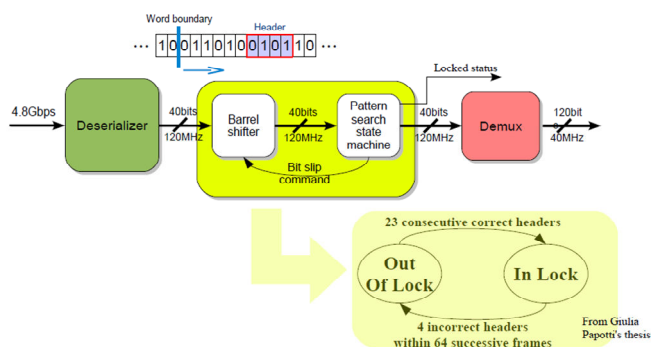 Word boundary
Header
... 1 0 0 1 1 0 1 0 0 0 1 0 1 1 0 ...
Locked status
4.8Gbps
Deserializer
40bits
120MHz
Barrel
shifter
40bits
120MHz
Pattern
search state
machine
40bits
120MHz
Demux
120bit
40MHz
Bit slip
command
23 consecutive correct headers
Out
Of Lock
In Lock
4 incorrect headers
within 64 successive frames
From Giulia
Papotti's thesis